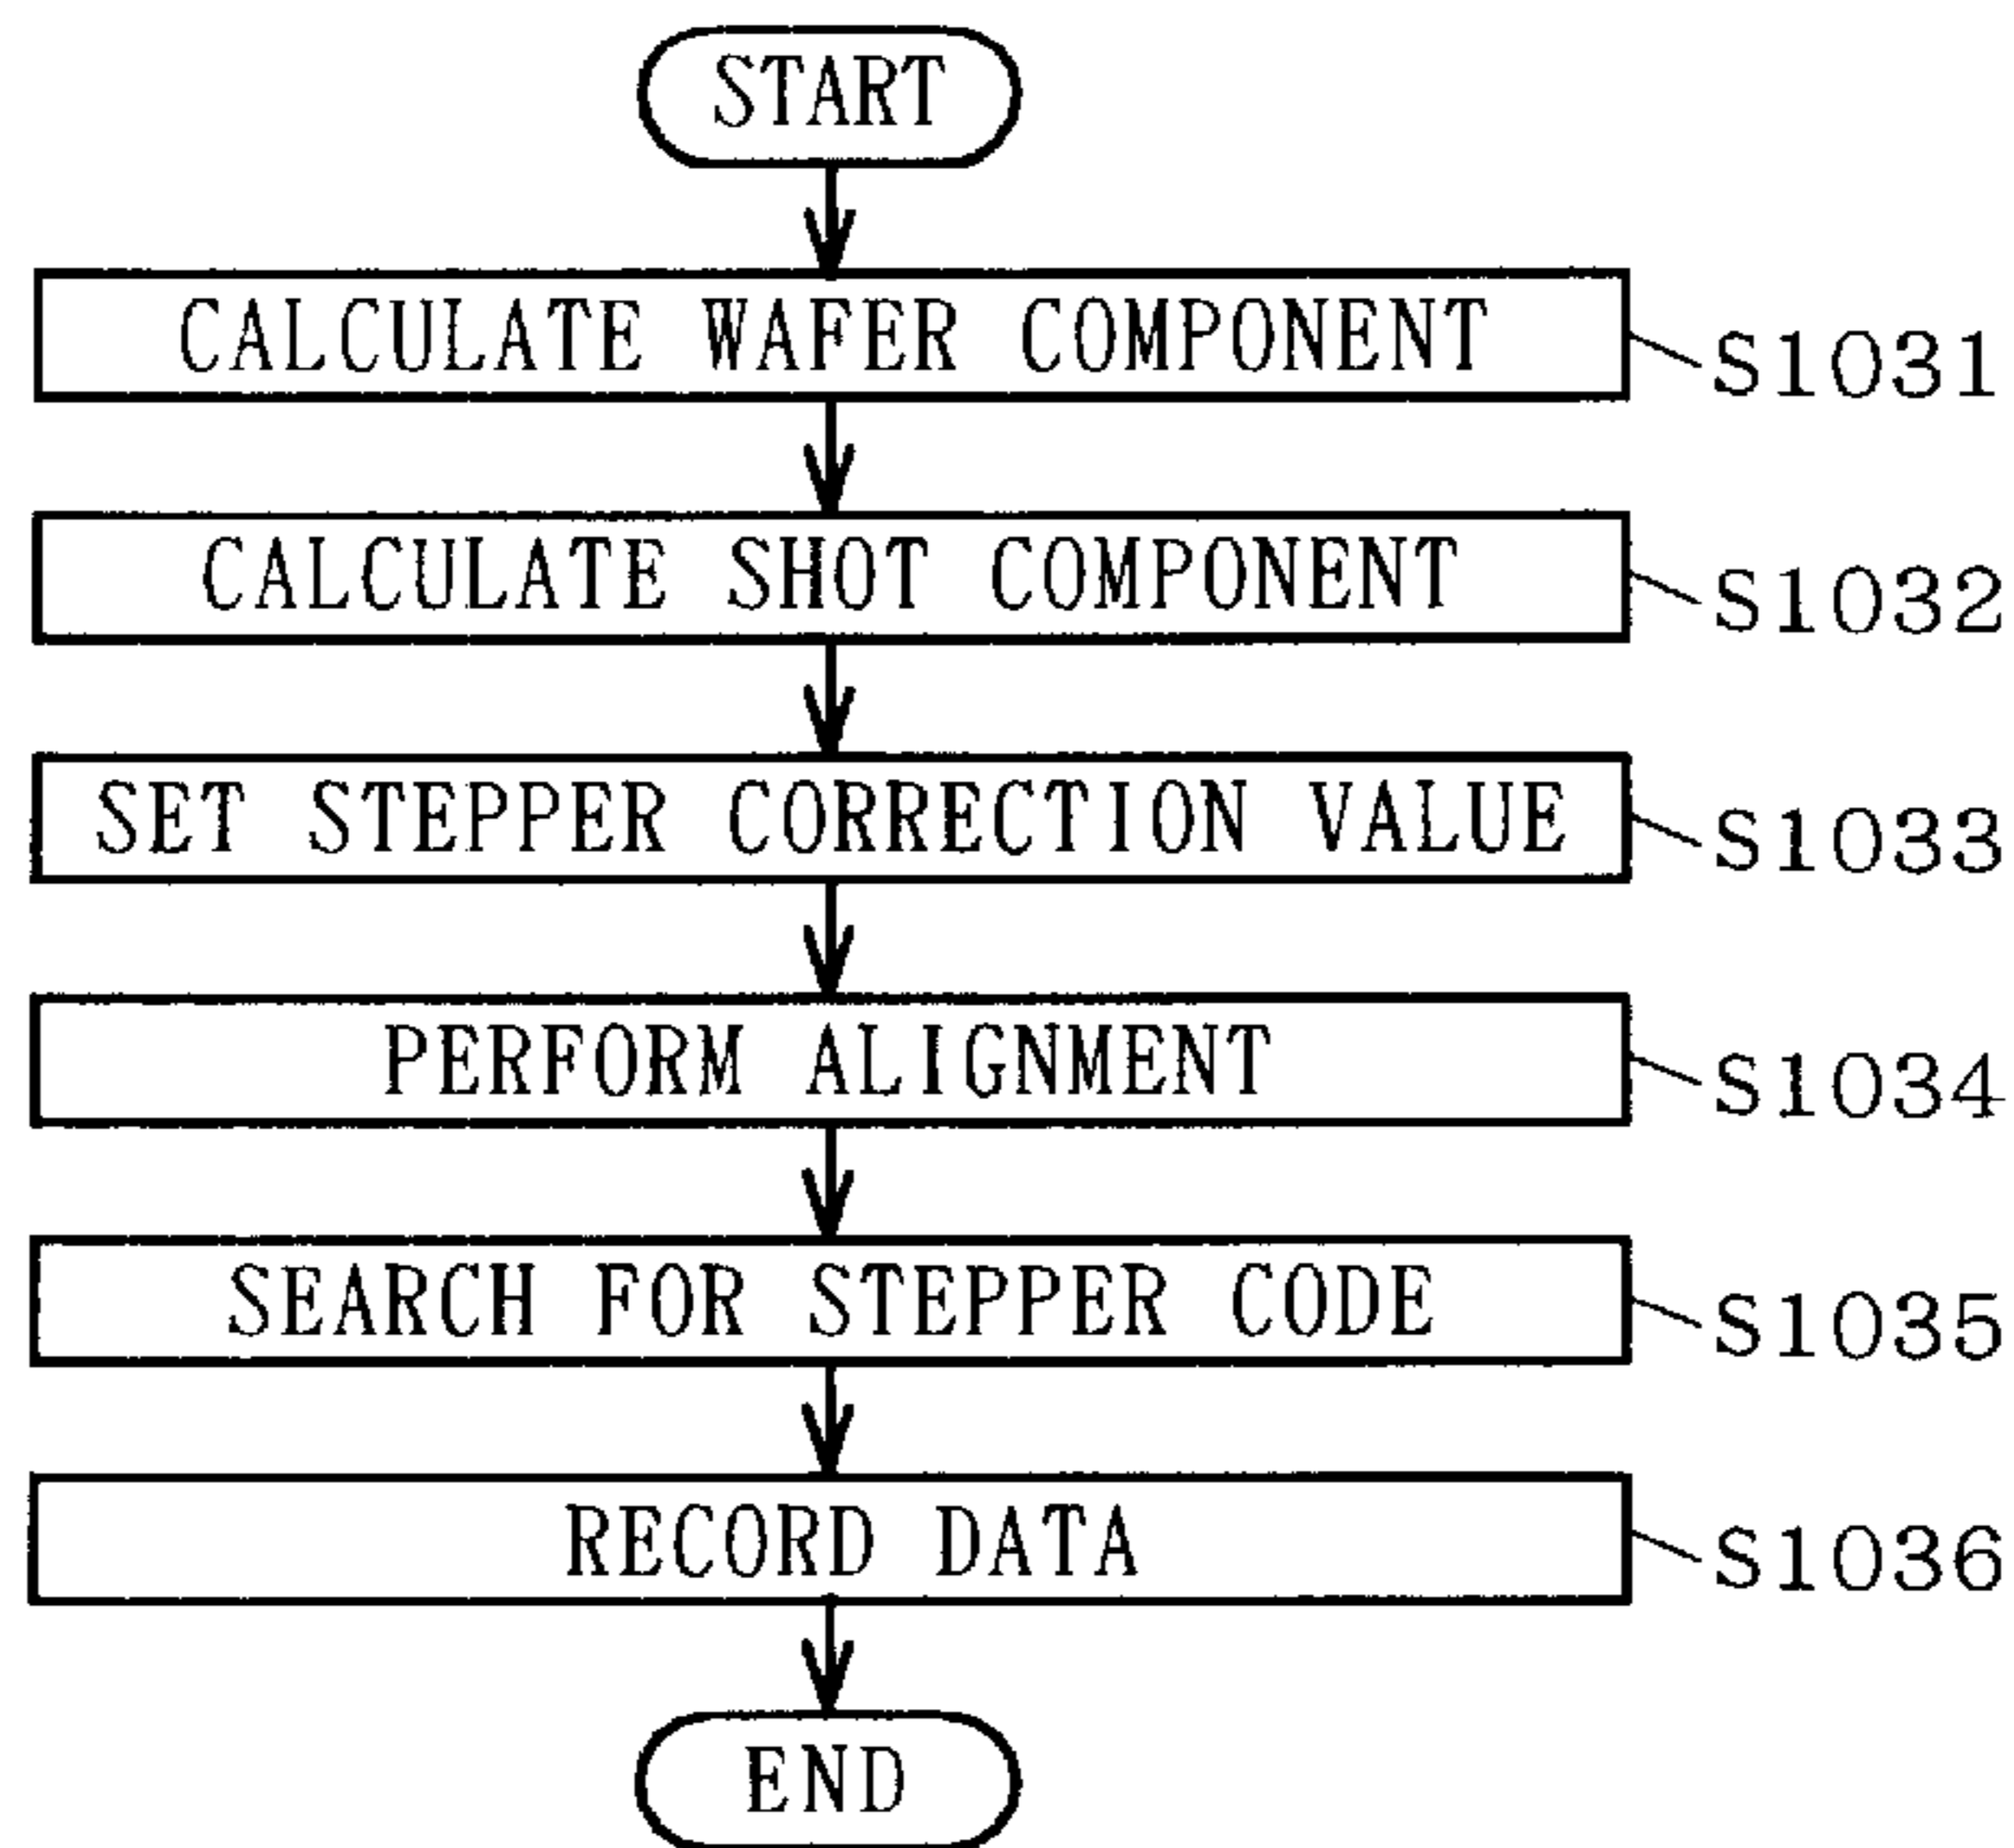 START
CALCULATE WAFER COMPONENT
S1031
CALCULATE SHOT COMPONENT
S1032
SET STEPPER CORRECTION VALUE
S1033
PERFORM ALIGNMENT
S1034
SEARCH FOR STEPPER CODE
S1035
RECORD DATA
S1036
END